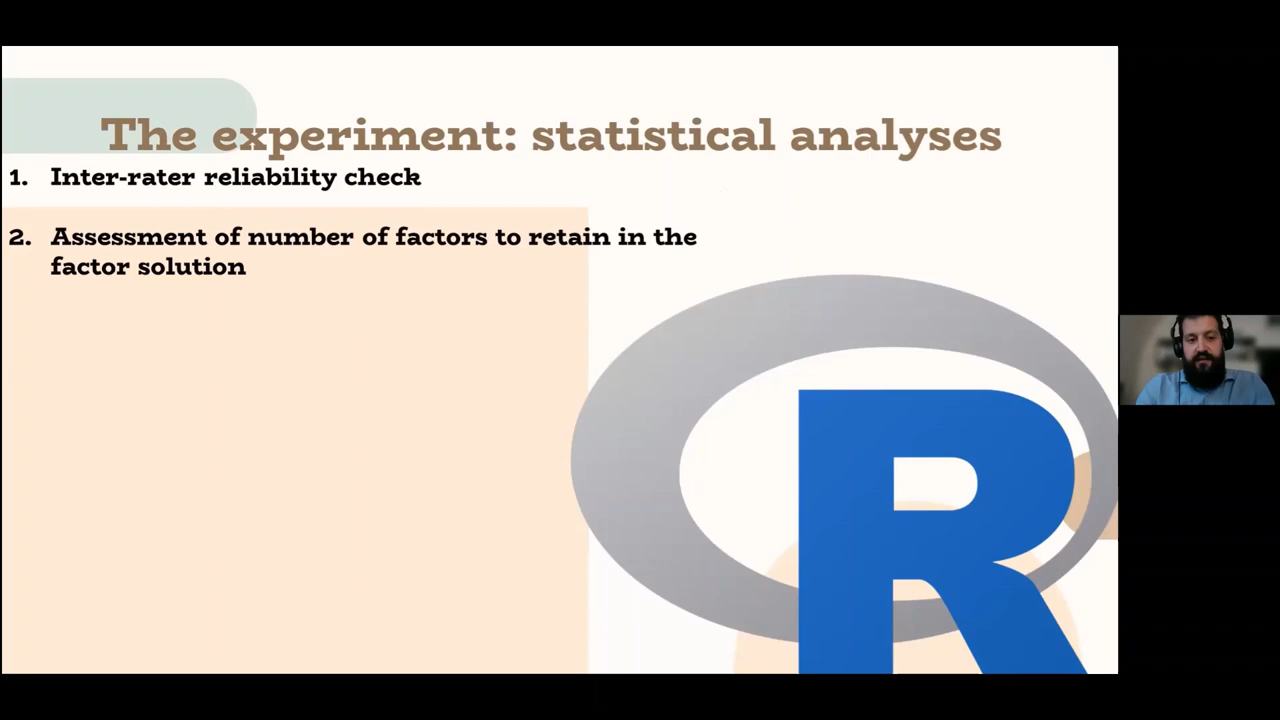 The experiment: statistical analyses
1. Inter-rater reliability check
2. Assessment of number of factors to retain in the
factor solution
R